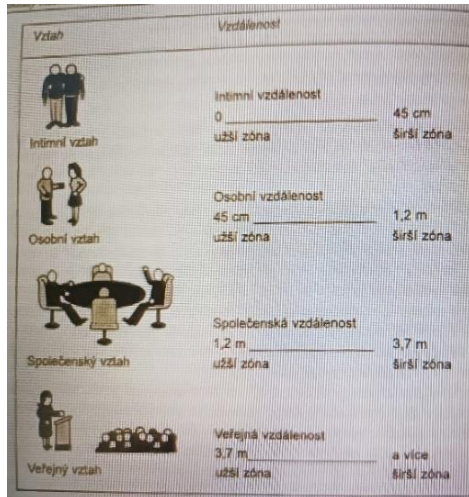 Vztah Vzdálenost
Intimní vzdálenost
0 45 cm
užší zóna širší zóna
Intimní vztah
Osobní vzdálenost
45 cm 1,2 m
užší zóna širší zóna
Osobní vztah
Společenská vzdálenost
1,2 m 3,7 m
užší zóna širší zóna
Společenský vztah
Veřejná vzdálenost
3,7 m a více
užší zóna širší zóna
Veřejný vztah